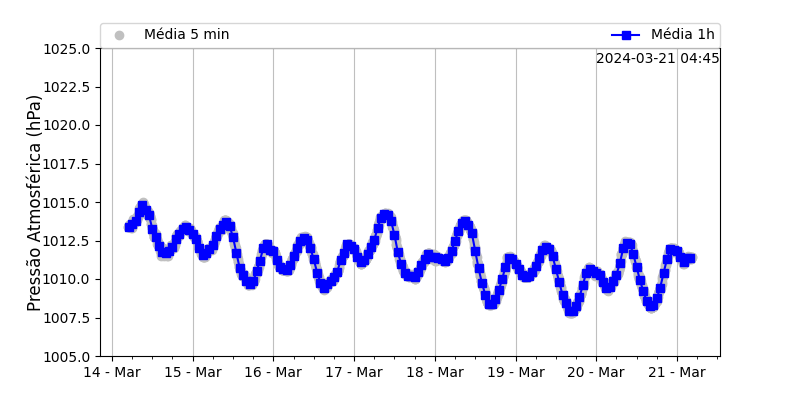 Média 5 min
Média 1h
2024-03-21 04:45
Pressão Atmosférica (hPa)
1025.0
1022.5
1020.0
1017.5
1015.0
1012.5
1010.0
1007.5
1005.0
14 - Mar
15 - Mar
16 - Mar
17 - Mar
18 - Mar
19 - Mar
20 - Mar
21 - Mar